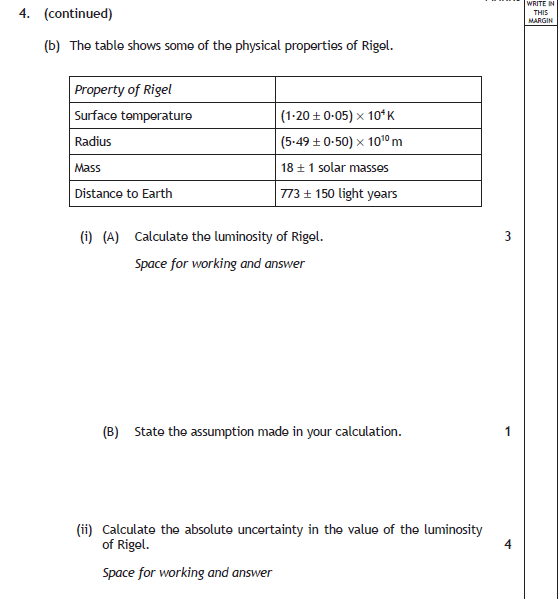 WRITE IN
THIS
MARGIN
4. (continued)
(b) The table shows some of the physical properties of Rigel.
Property of Rigel
Surface temperature (1·20 ± 0·05) × 10⁴ K
Radius (5·49 ± 0·50) × 10¹⁰ m
Mass 18 ± 1 solar masses
Distance to Earth 773 ± 150 light years
(i) (A) Calculate the luminosity of Rigel. 3
Space for working and answer
(B) State the assumption made in your calculation. 1
(ii) Calculate the absolute uncertainty in the value of the luminosity
of Rigel. 4
Space for working and answer